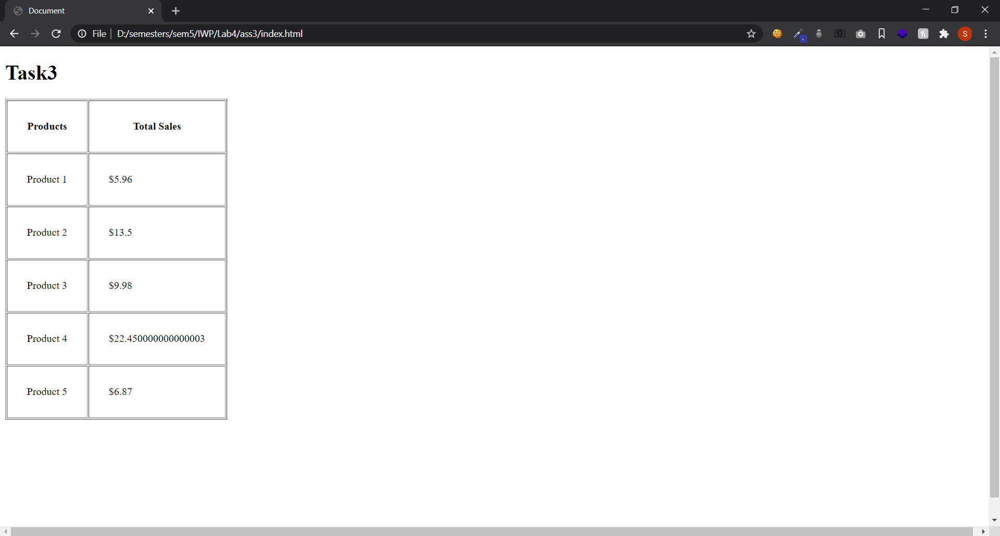 Document
File
D:/semesters/sem5/IWP/Lab4/ass3/index.html
S
Task3
Products Total Sales
Product 1 $5.96
Product 2 $13.5
Product 3 $9.98
Product 4 $22.450000000000003
Product 5 $6.87